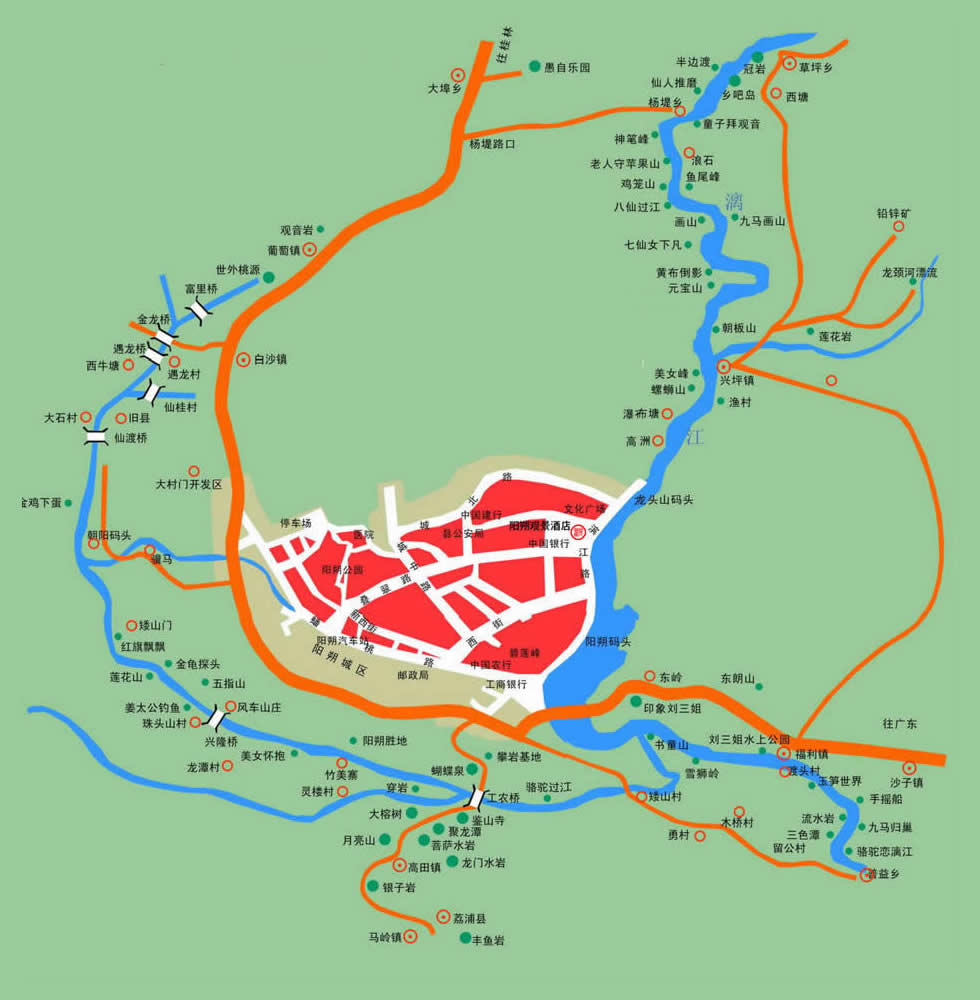 往桂林
愚自乐园
大埠乡
半边渡
冠岩
草坪乡
仙人推磨
乡吧岛
西塘
杨堤乡
童子拜观音
杨堤路口
神笔峰
浪石
老人守苹果山
鱼尾峰
鸡笼山
漓
八仙过江
画山
九马画山
铅锌矿
观音岩
葡萄镇
七仙女下凡
世外桃源
黄布倒影
龙颈河漂流
富里桥
元宝山
金龙桥
朝板山
莲花岩
遇龙桥
西牛塘
遇龙村
白沙镇
美女峰
兴坪镇
仙桂村
螺蛳山
渔村
大石村
旧县
瀑布塘
仙渡桥
高洲
江
大村门开发区
金鸡下蛋
龙头山码头
停车场
城北路
文化广场
中国建行
阳朔观景酒店
朝阳码头
医院
县公安局
中国银行
滨江路
骥马
阳朔公园
城中路
叠翠路
新西街
蟠桃路
西街
矮山门
阳朔汽车站
阳朔码头
红旗飘飘
碧莲峰
阳朔城区
中国农行
金龟探头
邮政局
工商银行
莲花山
五指山
东岭
东朗山
姜太公钓鱼
风车山庄
印象刘三姐
珠头山村
往广东
兴隆桥
阳朔胜地
书童山
刘三姐水上公园
美女怀抱
攀岩基地
福利镇
龙潭村
竹美寨
蝴蝶泉
雪狮岭
渡头村
沙子镇
灵楼村
穿岩
工农桥
骆驼过江
矮山村
玉笋世界
手摇船
大榕树
鉴山寺
木桥村
流水岩
九马归巢
聚龙潭
勇村
三色潭
月亮山
菩萨水岩
留公村
骆驼恋漓江
高田镇
龙门水岩
普益乡
银子岩
荔浦县
马岭镇
丰鱼岩